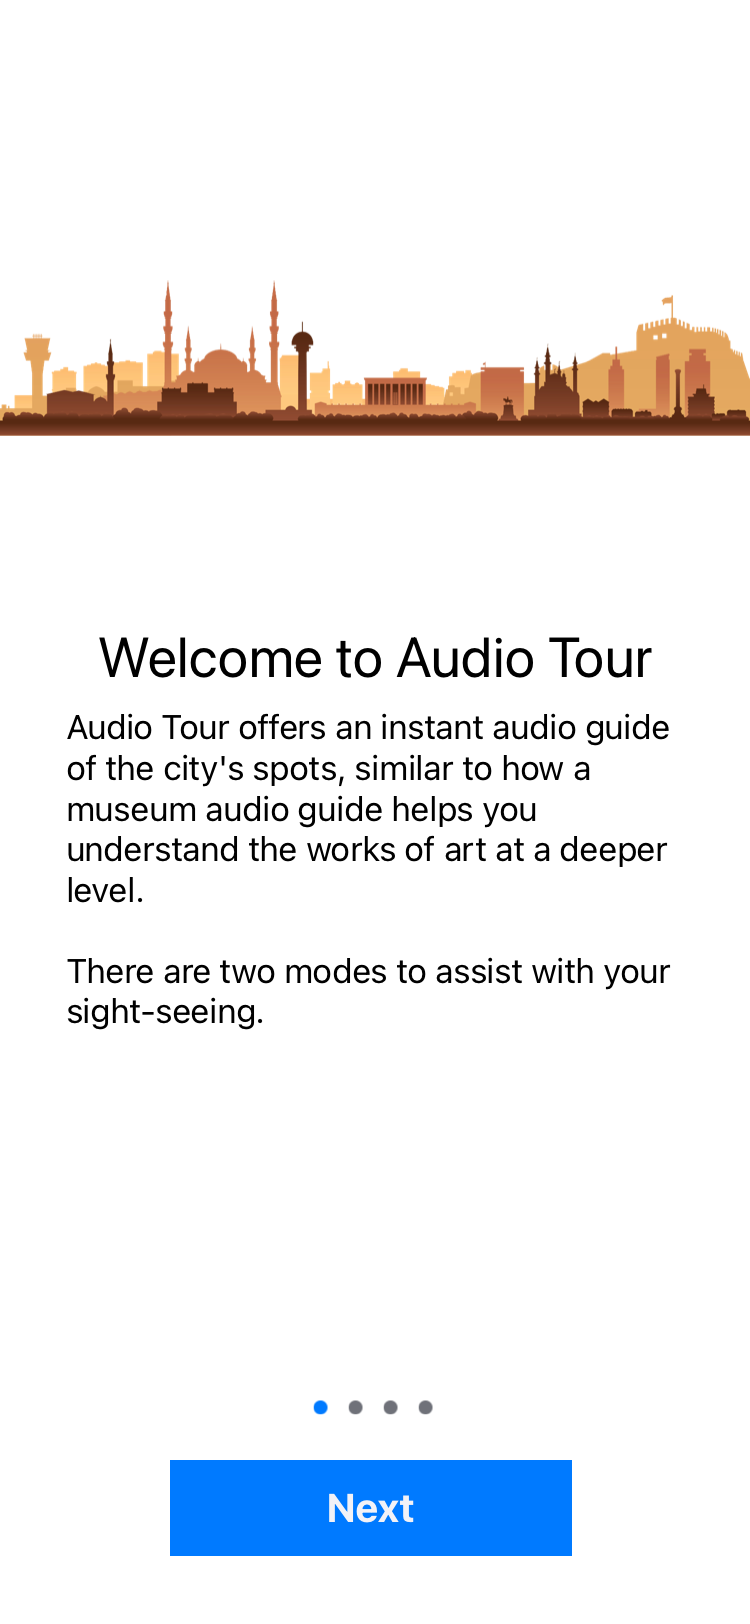 Welcome to Audio Tour
Audio Tour offers an instant audio guide
of the city's spots, similar to how a
museum audio guide helps you
understand the works of art at a deeper
level.
There are two modes to assist with your
sight-seeing.
Next